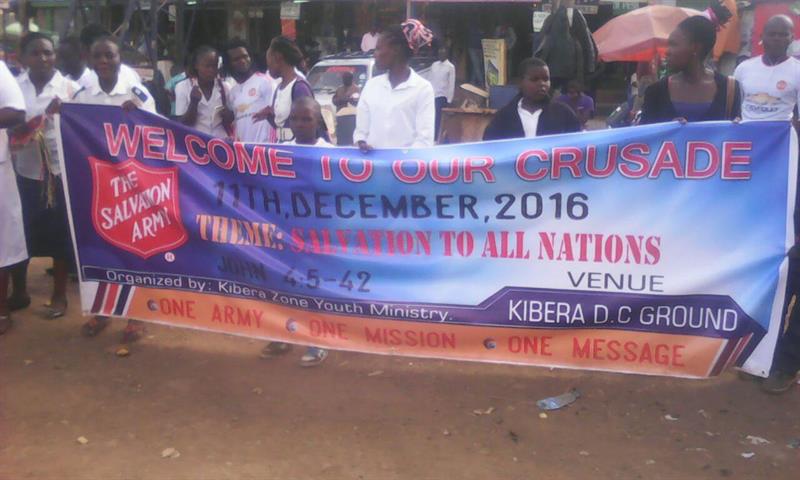 WELCOME TO OUR CRUSADE
THE
SALVATION
ARMY
11TH,DECEMBER,2016
THEME: SALVATION TO ALL NATIONS
JOHN 4:5-42
VENUE
Organized by: Kibera Zone Youth Ministry.
KIBERA D.C GROUND
ONE ARMY ONE MISSION ONE MESSAGE
CHEVROLET